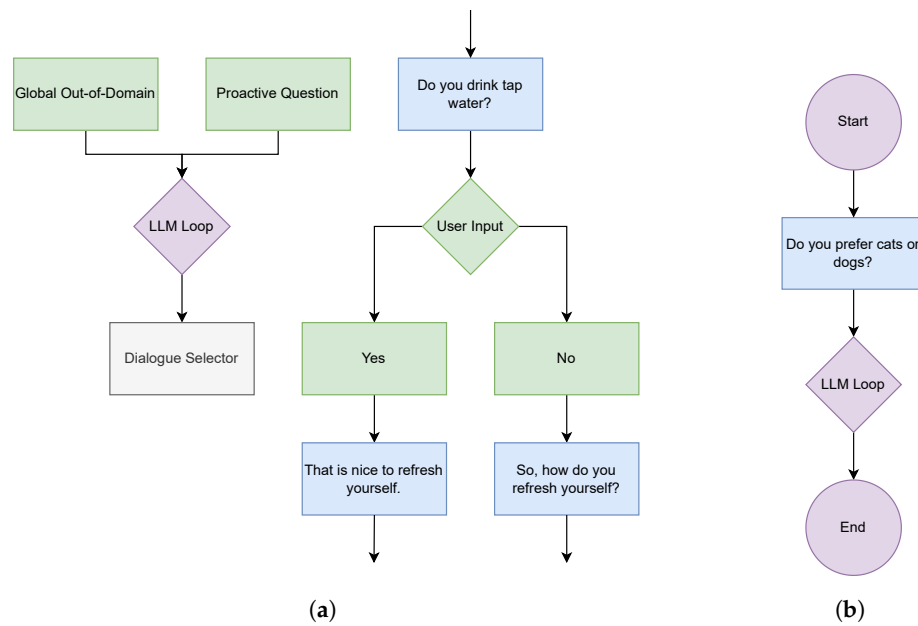 Global Out-of-Domain
Proactive Question
Do you drink tap
water?
LLM Loop
User Input
Dialogue Selector
Yes
No
That is nice to refresh
yourself.
So, how do you
refresh yourself?
(a)
Start
Do you prefer cats or
dogs?
LLM Loop
End
(b)